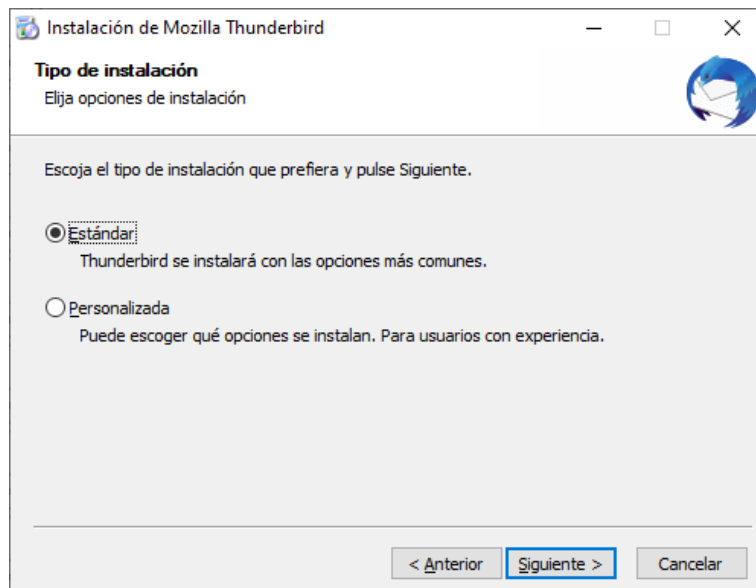 Instalación de Mozilla Thunderbird
Tipo de instalación
Elija opciones de instalación
Escoja el tipo de instalación que prefiera y pulse Siguiente.
Estándar
Thunderbird se instalará con las opciones más comunes.
Personalizada
Puede escoger qué opciones se instalan. Para usuarios con experiencia.
< Anterior Siguiente > Cancelar